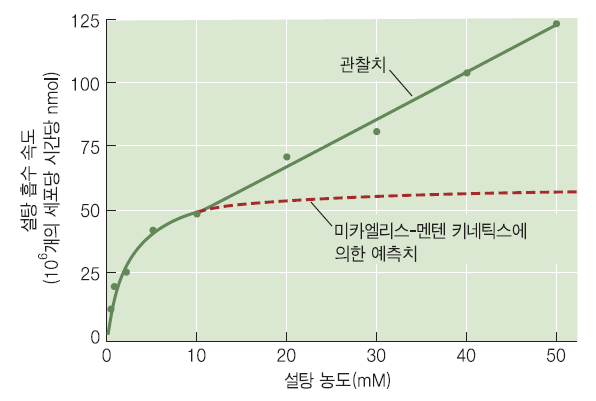 125
100
75
50
25
0
설탕 흡수 속도
(10⁶개의 세포당 시간당 nmol)
관찰치
미카엘리스-멘텐 키네틱스에
의한 예측치
0 10 20 30 40 50
설탕 농도(mM)